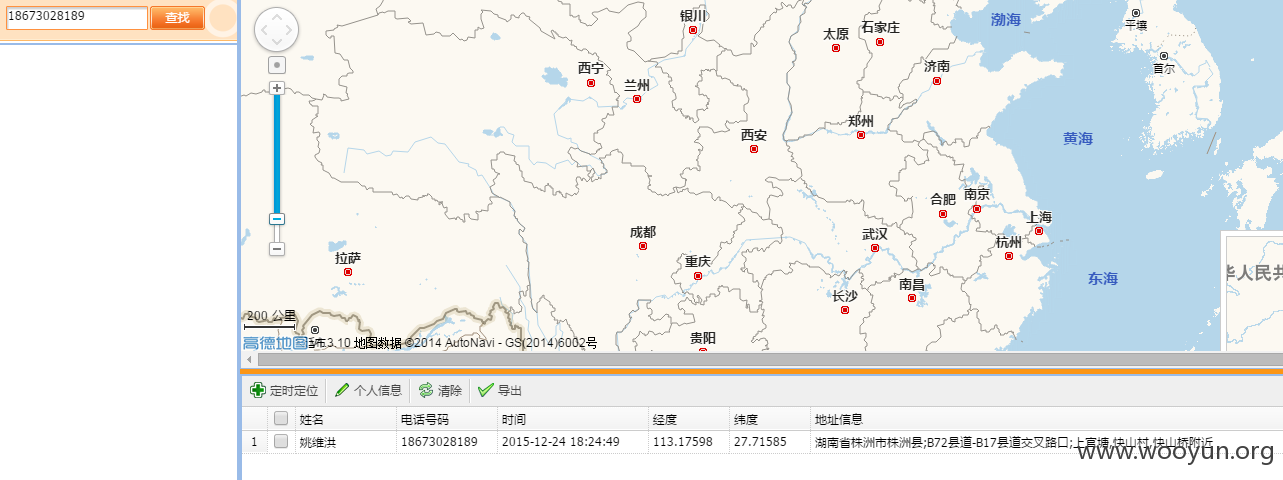 18673028189 查找
渤海
银川
石家庄
太原
平壤
首尔
西宁
兰州
济南
西安
郑州
黄海
合肥
南京
上海
成都
武汉
杭州
拉萨
重庆
东海
华人民共
长沙
南昌
200 公里
贵阳
高德地图 3.10 地图数据 ©2014 AutoNavi - GS(2014)6002号
定时定位 个人信息 清除 导出
姓名 电话号码 时间 经度 纬度 地址信息
1 姚维洪 18673028189 2015-12-24 18:24:49 113.17598 27.71585 湖南省株洲市株洲县;B72县道-B17县道交叉路口;上官塘,快山村,快山桥附近
www.wooyun.org